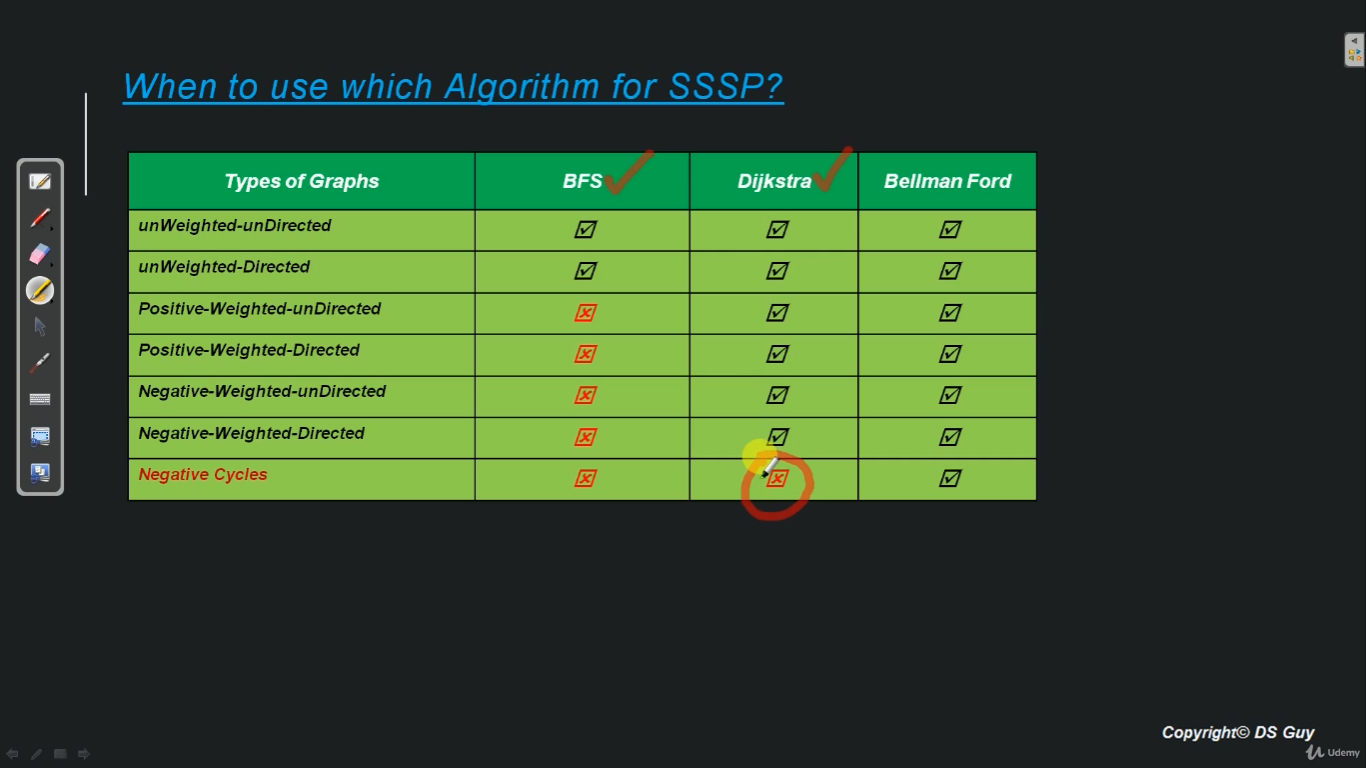 When to use which Algorithm for SSSP?
Types of Graphs BFS Dijkstra Bellman Ford
unWeighted-unDirected ☑ ☑ ☑
unWeighted-Directed ☑ ☑ ☑
Positive-Weighted-unDirected ☒ ☑ ☑
Positive-Weighted-Directed ☒ ☑ ☑
Negative-Weighted-unDirected ☒ ☑ ☑
Negative-Weighted-Directed ☒ ☑ ☑
Negative Cycles ☒ ☒ ☑
Copyright© DS Guy
Udemy